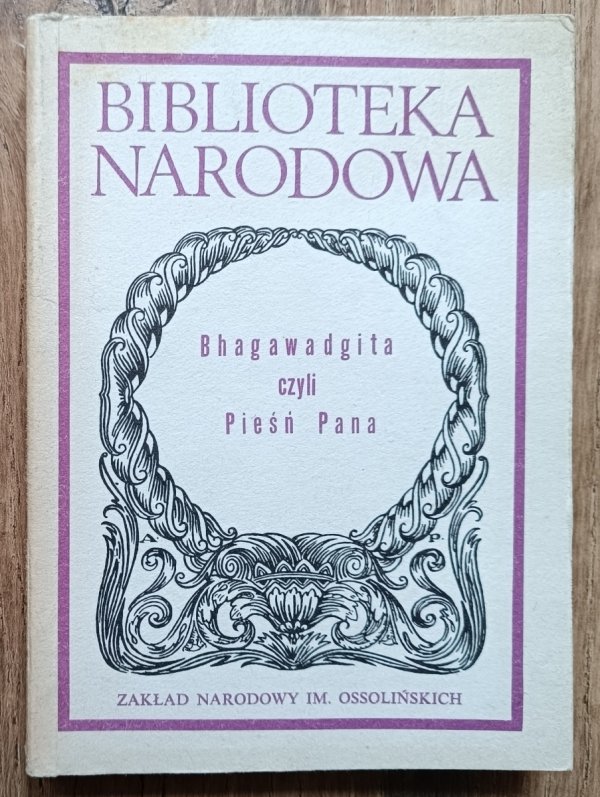 BIBLIOTEKA
NARODOWA
Bhagawadgita
czyli
Pieśń Pana
A. P.
ZAKŁAD NARODOWY IM. OSSOLIŃSKICH